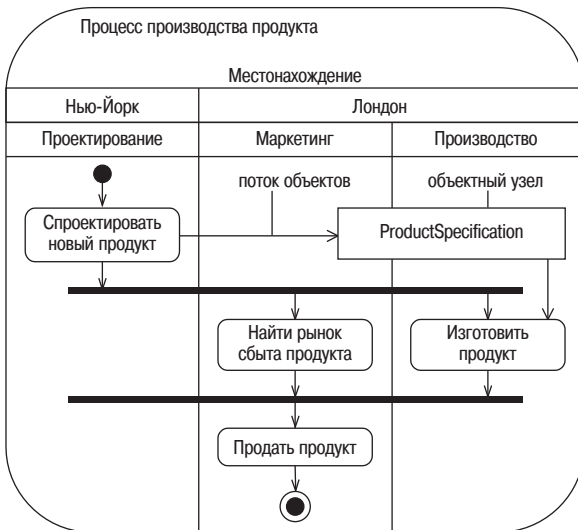 Процесс производства продукта
Местонахождение
Нью-Йорк
Лондон
Проектирование
Маркетинг
Производство
поток объектов
объектный узел
Спроектировать
новый продукт
ProductSpecification
Найти рынок
сбыта продукта
Изготовить
продукт
Продать продукт